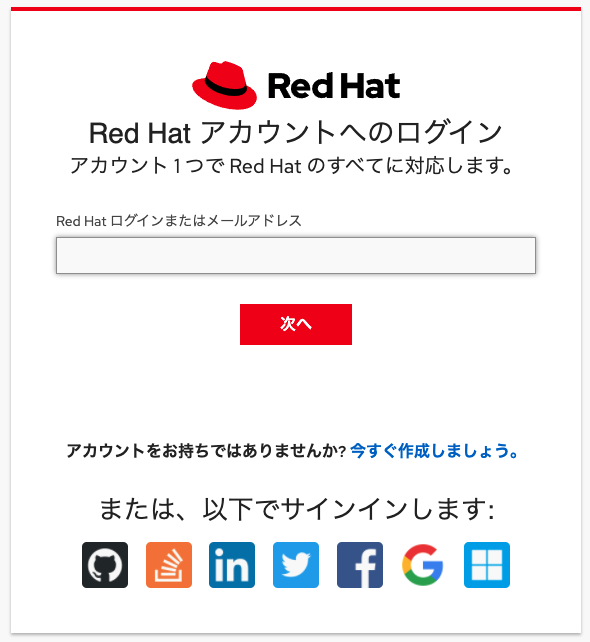 Red Hat
Red Hat アカウントへのログイン
アカウント 1 つで Red Hat のすべてに対応します。
Red Hat ログインまたはメールアドレス
次へ
アカウントをお持ちではありませんか? 今すぐ作成しましょう。
または、以下でサインインします: